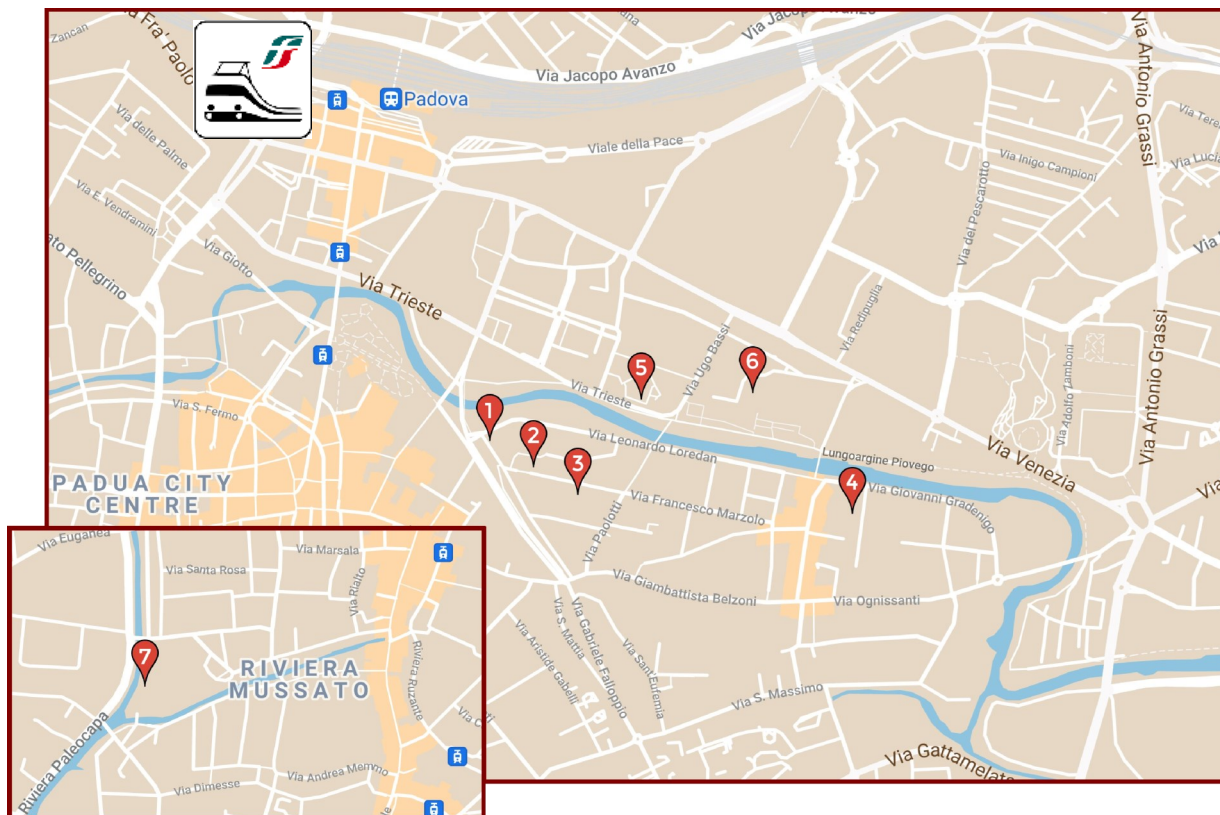 Via Jacopo Avanzo
Zancan
Via Fra' Paolo
Via Jacopo Avanzo
Padova
Via Antonio Grassi
Via delle Palme
Viale della Pace
Via Inigo Campioni
Via E. Vendramini
Via del Pescarotto
Via Giotto
Via Trieste
Via Redipuglia
Via Ugo Bassi
Via Adolfo Zamboni
Via Antonio Grassi
5
6
Via Trieste
1
2
3
4
Via S. Fermo
Via Leonardo Loredan
Lungoargine Piovego
Via Venezia
PADUA CITY
CENTRE
Via Giovanni Gradenigo
Via Francesco Marzolo
Via Paolotti
Via Giambattista Belzoni
Via Ognissanti
Via S. Mattia
Via Gabriele Falloppio
Via Sant'Eufemia
Via Aristide Gabelli
Via S. Massimo
Via Euganea
Via Marsala
Via Santa Rosa
Via Rialto
7
RIVIERA
MUSSATO
Riviera Ruzante
Riviera Paleocapa
Via Andrea Memmo
Via Dimesse